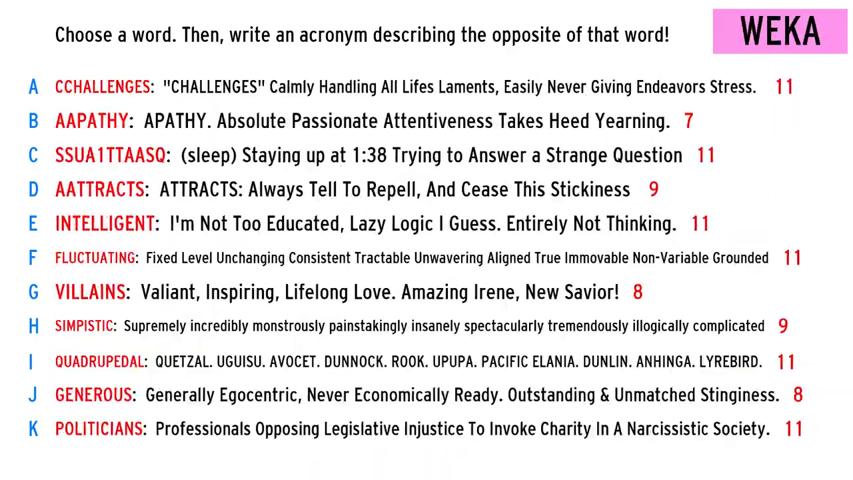 Choose a word. Then, write an acronym describing the opposite of that word!
WEKA
A CCHALLENGES: "CHALLENGES" Calmly Handling All Lifes Laments, Easily Never Giving Endeavors Stress. 11
B AAPATHY: APATHY. Absolute Passionate Attentiveness Takes Heed Yearning. 7
C SSUA1TTAASQ: (sleep) Staying up at 1:38 Trying to Answer a Strange Question 11
D AATTRACTS: ATTRACTS: Always Tell To Repell, And Cease This Stickiness 9
E INTELLIGENT: I'm Not Too Educated, Lazy Logic I Guess. Entirely Not Thinking. 11
F FLUCTUATING: Fixed Level Unchanging Consistent Tractable Unwavering Aligned True Immovable Non-Variable Grounded 11
G VILLAINS: Valiant, Inspiring, Lifelong Love. Amazing Irene, New Savior! 8
H SIMPISTIC: Supremely incredibly monstrously painstakingly insanely spectacularly tremendously illogically complicated 9
I QUADRUPEDAL: QUETZAL. UGUISU. AVOCET. DUNNOCK. ROOK. UPUPA. PACIFIC ELANIA. DUNLIN. ANHINGA. LYREBIRD. 11
J GENEROUS: Generally Egocentric, Never Economically Ready. Outstanding & Unmatched Stinginess. 8
K POLITICIANS: Professionals Opposing Legislative Injustice To Invoke Charity In A Narcissistic Society. 11